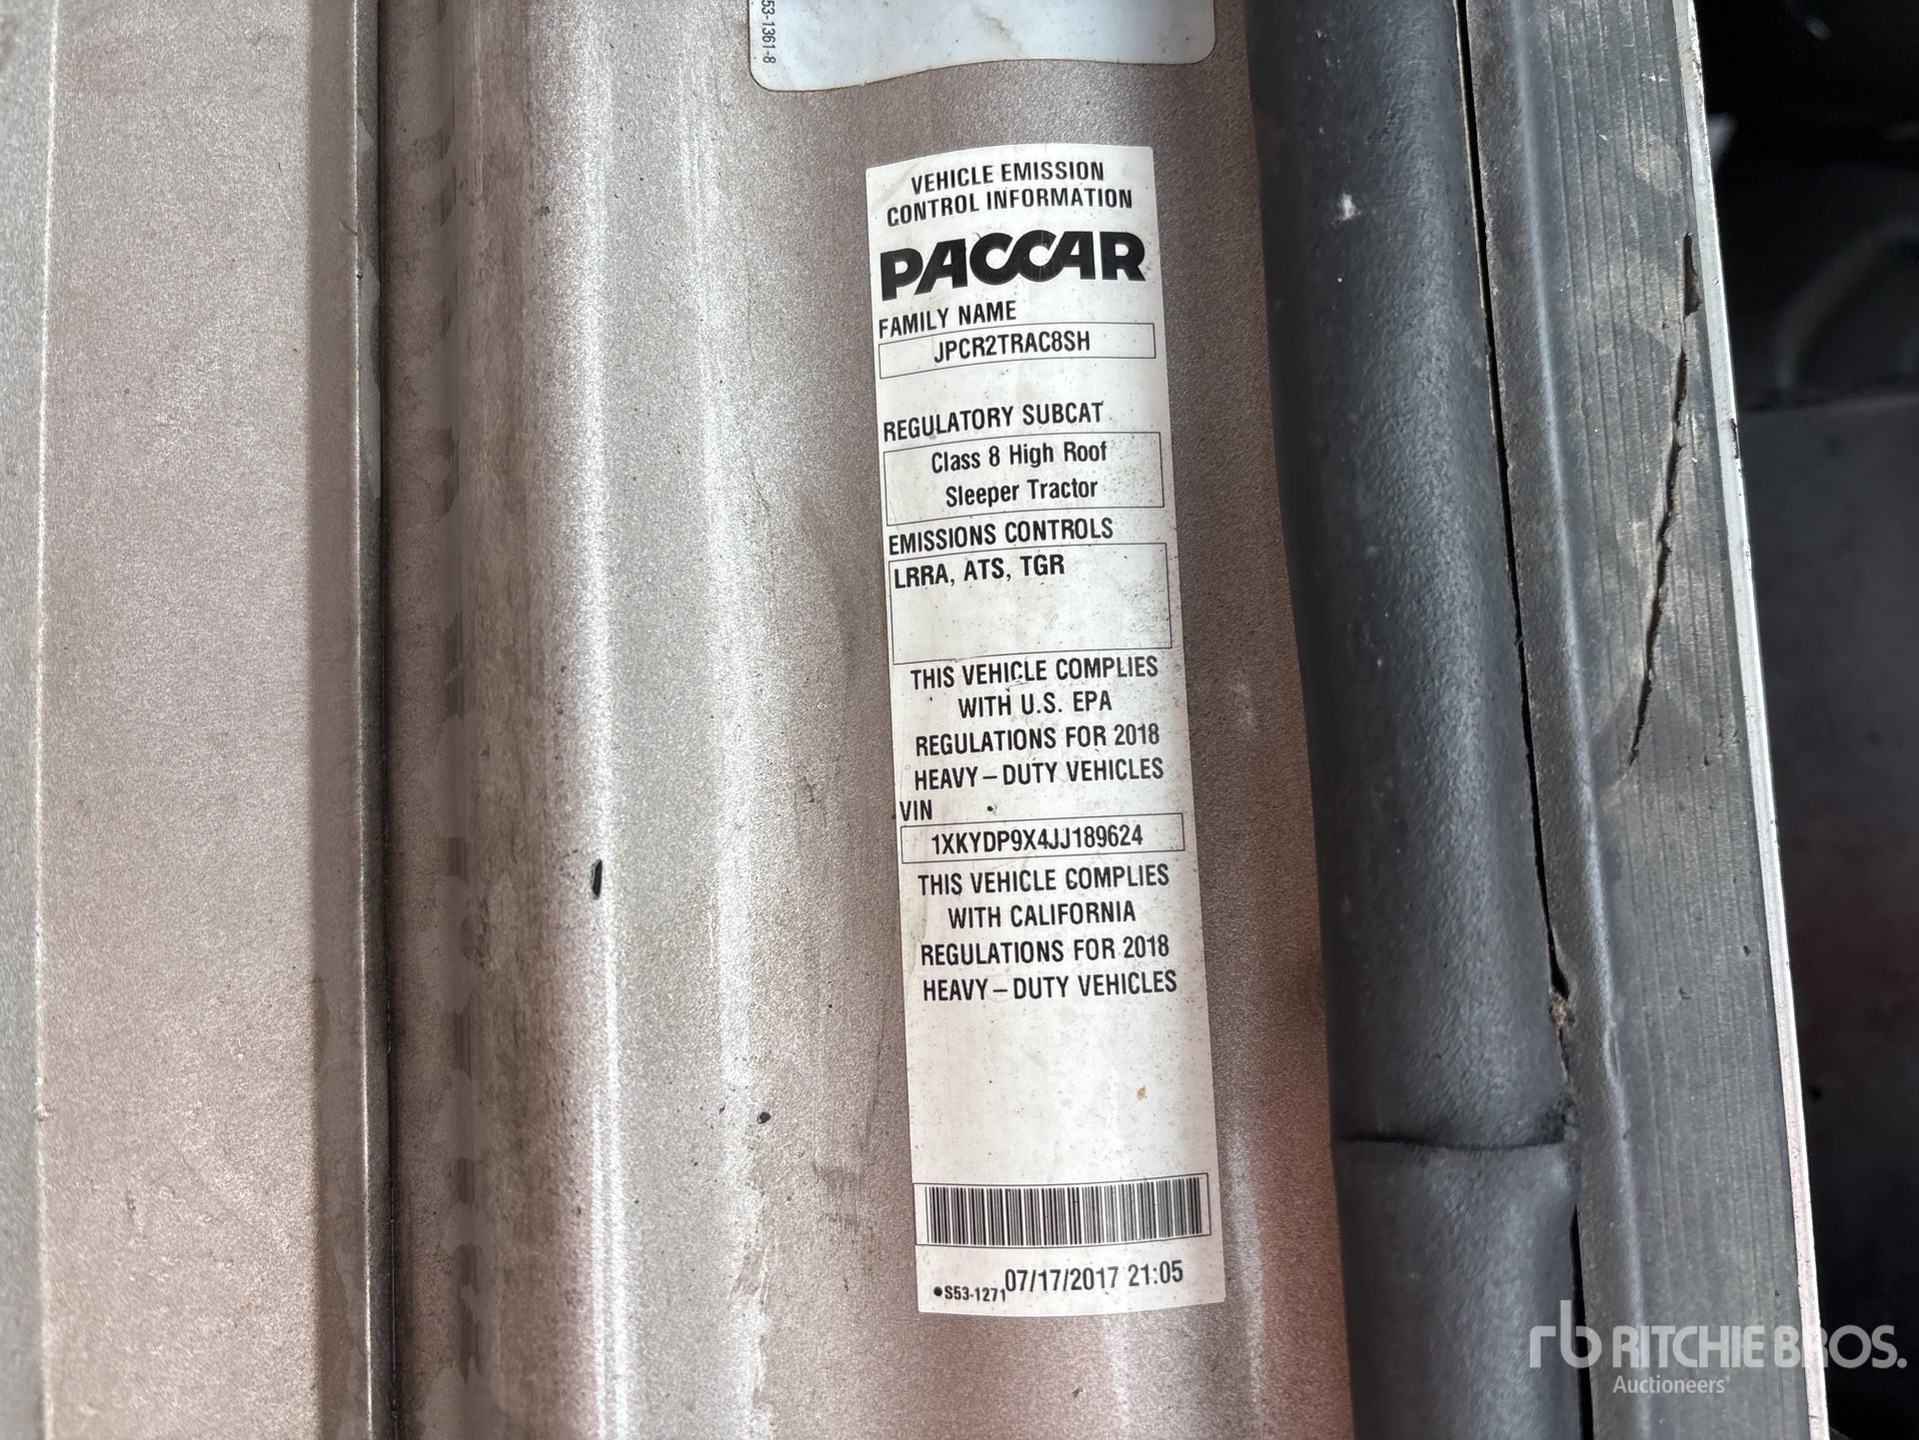 53-1361-8
VEHICLE EMISSION
CONTROL INFORMATION
PACCAR
FAMILY NAME
JPCR2TRAC8SH
REGULATORY SUBCAT
Class 8 High Roof
Sleeper Tractor
EMISSIONS CONTROLS
LRRA, ATS, TGR
THIS VEHICLE COMPLIES
WITH U.S. EPA
REGULATIONS FOR 2018
HEAVY – DUTY VEHICLES
VIN
1XKYDP9X4JJ189624
THIS VEHICLE COMPLIES
WITH CALIFORNIA
REGULATIONS FOR 2018
HEAVY – DUTY VEHICLES
•S53-1271 07/17/2017 21:05
rb RITCHIE BROS.
Auctioneers